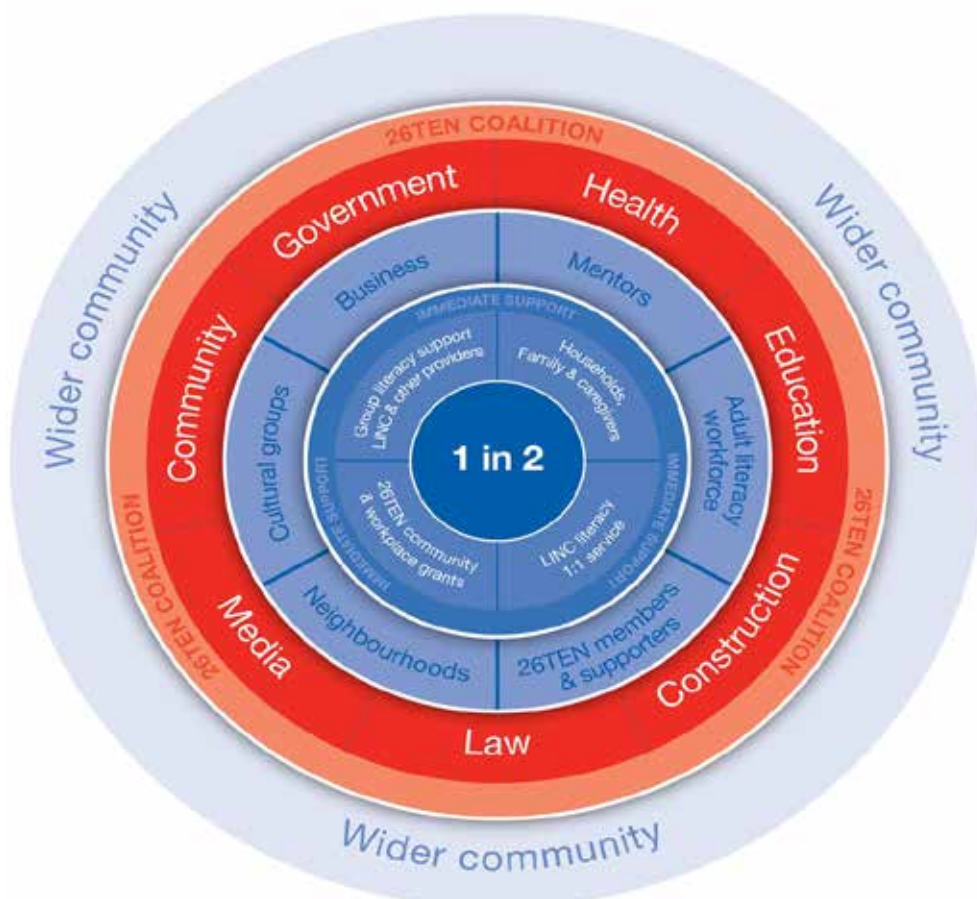 Wider community
Wider community
Wider community
26TEN COALITION
26TEN COALITION
26TEN COALITION
Government
Health
Education
Construction
Law
Media
Community
Business
Mentors
Adult literacy
workforce
26TEN members
& supporters
Neighbourhoods
Cultural groups
IMMEDIATE SUPPORT
IMMEDIATE SUPPORT
IMMEDIATE SUPPORT
Group literacy support
LINC & other providers
Households,
Family & caregivers
LINC literacy
1:1 service
26TEN community
& workplace grants
1 in 2